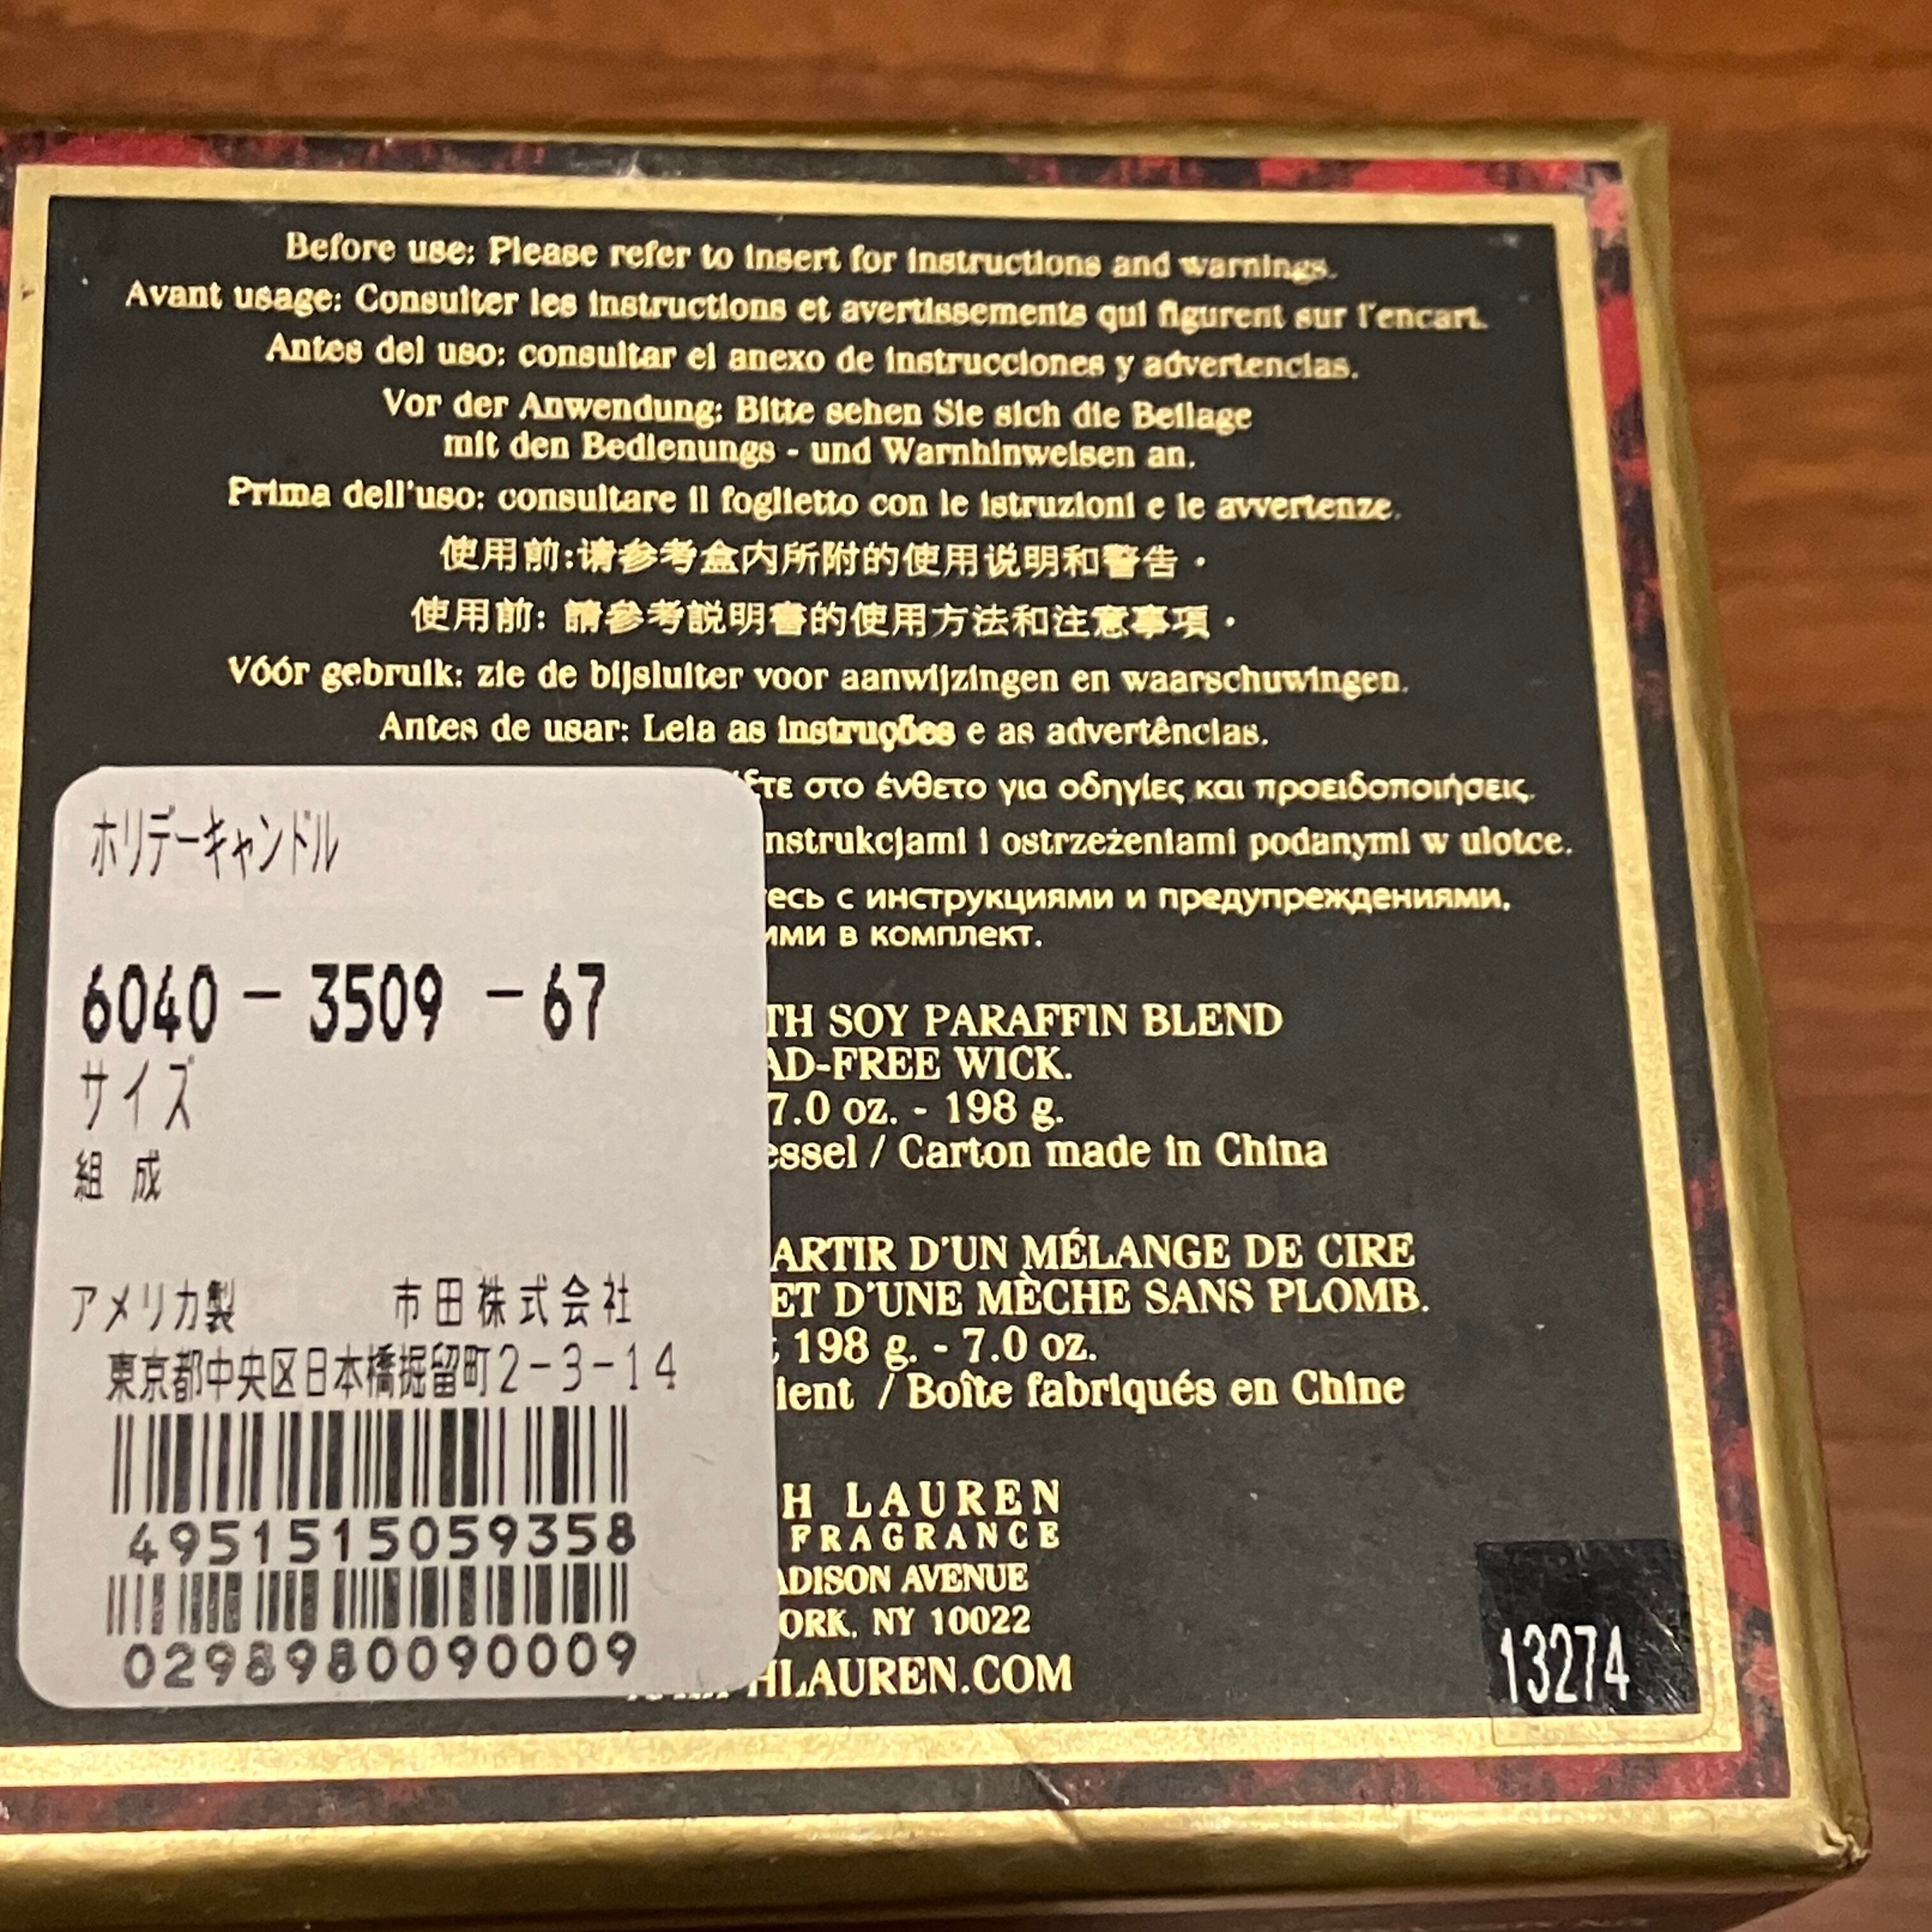 Before use: Please refer to insert for instructions and warnings.
Avant usage: Consulter les instructions et avertissements qui figurent sur l'encart.
Antes del uso: consultar el anexo de instrucciones y advertencias.
Vor der Anwendung: Bitte sehen Sie sich die Beilage
mit den Bedienungs - und Warnhinweisen an.
Prima dell'uso: consultare il foglietto con le istruzioni e le avvertenze.
使用前:请参考盒内所附的使用说明和警告・
使用前: 請參考說明書的使用方法和注意事項・
Vóór gebruik: zie de bijsluiter voor aanwijzingen en waarschuwingen.
Antes de usar: Leia as instruções e as advertências.
στο ένθετο για οδηγίες και προειδοποιήσεις.
nstrukcjami i ostrzeżeniami podanymi w ulotce.
есь с инструкциями и предупреждениями,
ими в комплект.
TH SOY PARAFFIN BLEND
AD-FREE WICK.
7.0 oz. - 198 g.
essel / Carton made in China
ARTIR D'UN MÉLANGE DE CIRE
ET D'UNE MÈCHE SANS PLOMB.
198 g. - 7.0 oz.
ient / Boîte fabriqués en Chine
H LAUREN
FRAGRANCE
ADISON AVENUE
ORK, NY 10022
HLAUREN.COM
ホリデーキャンドル
6040-3509-67
サイズ
組成
アメリカ製 市田株式会社
東京都中央区日本橋掘留町2-3-14
4951515059358
0298980090009
13274